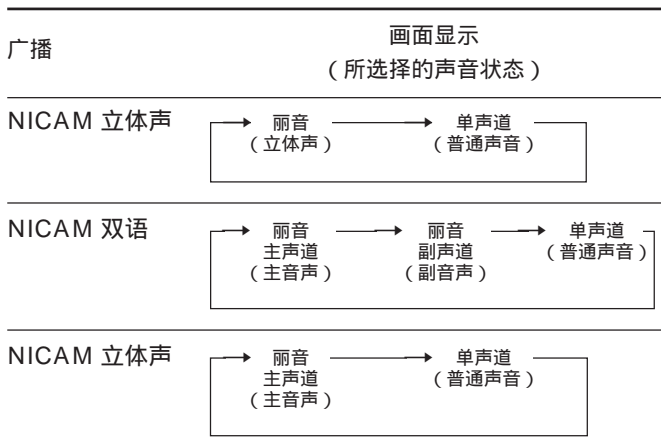 广播
画面显示
（所选择的声音状态）
NICAM 立体声
丽音 单声道
（立体声） （普通声音）
NICAM 双语
丽音 丽音 单声道
主声道 副声道 （普通声音）
（主音声） （副音声）
NICAM 立体声
丽音 单声道
主声道 （普通声音）
（主音声）